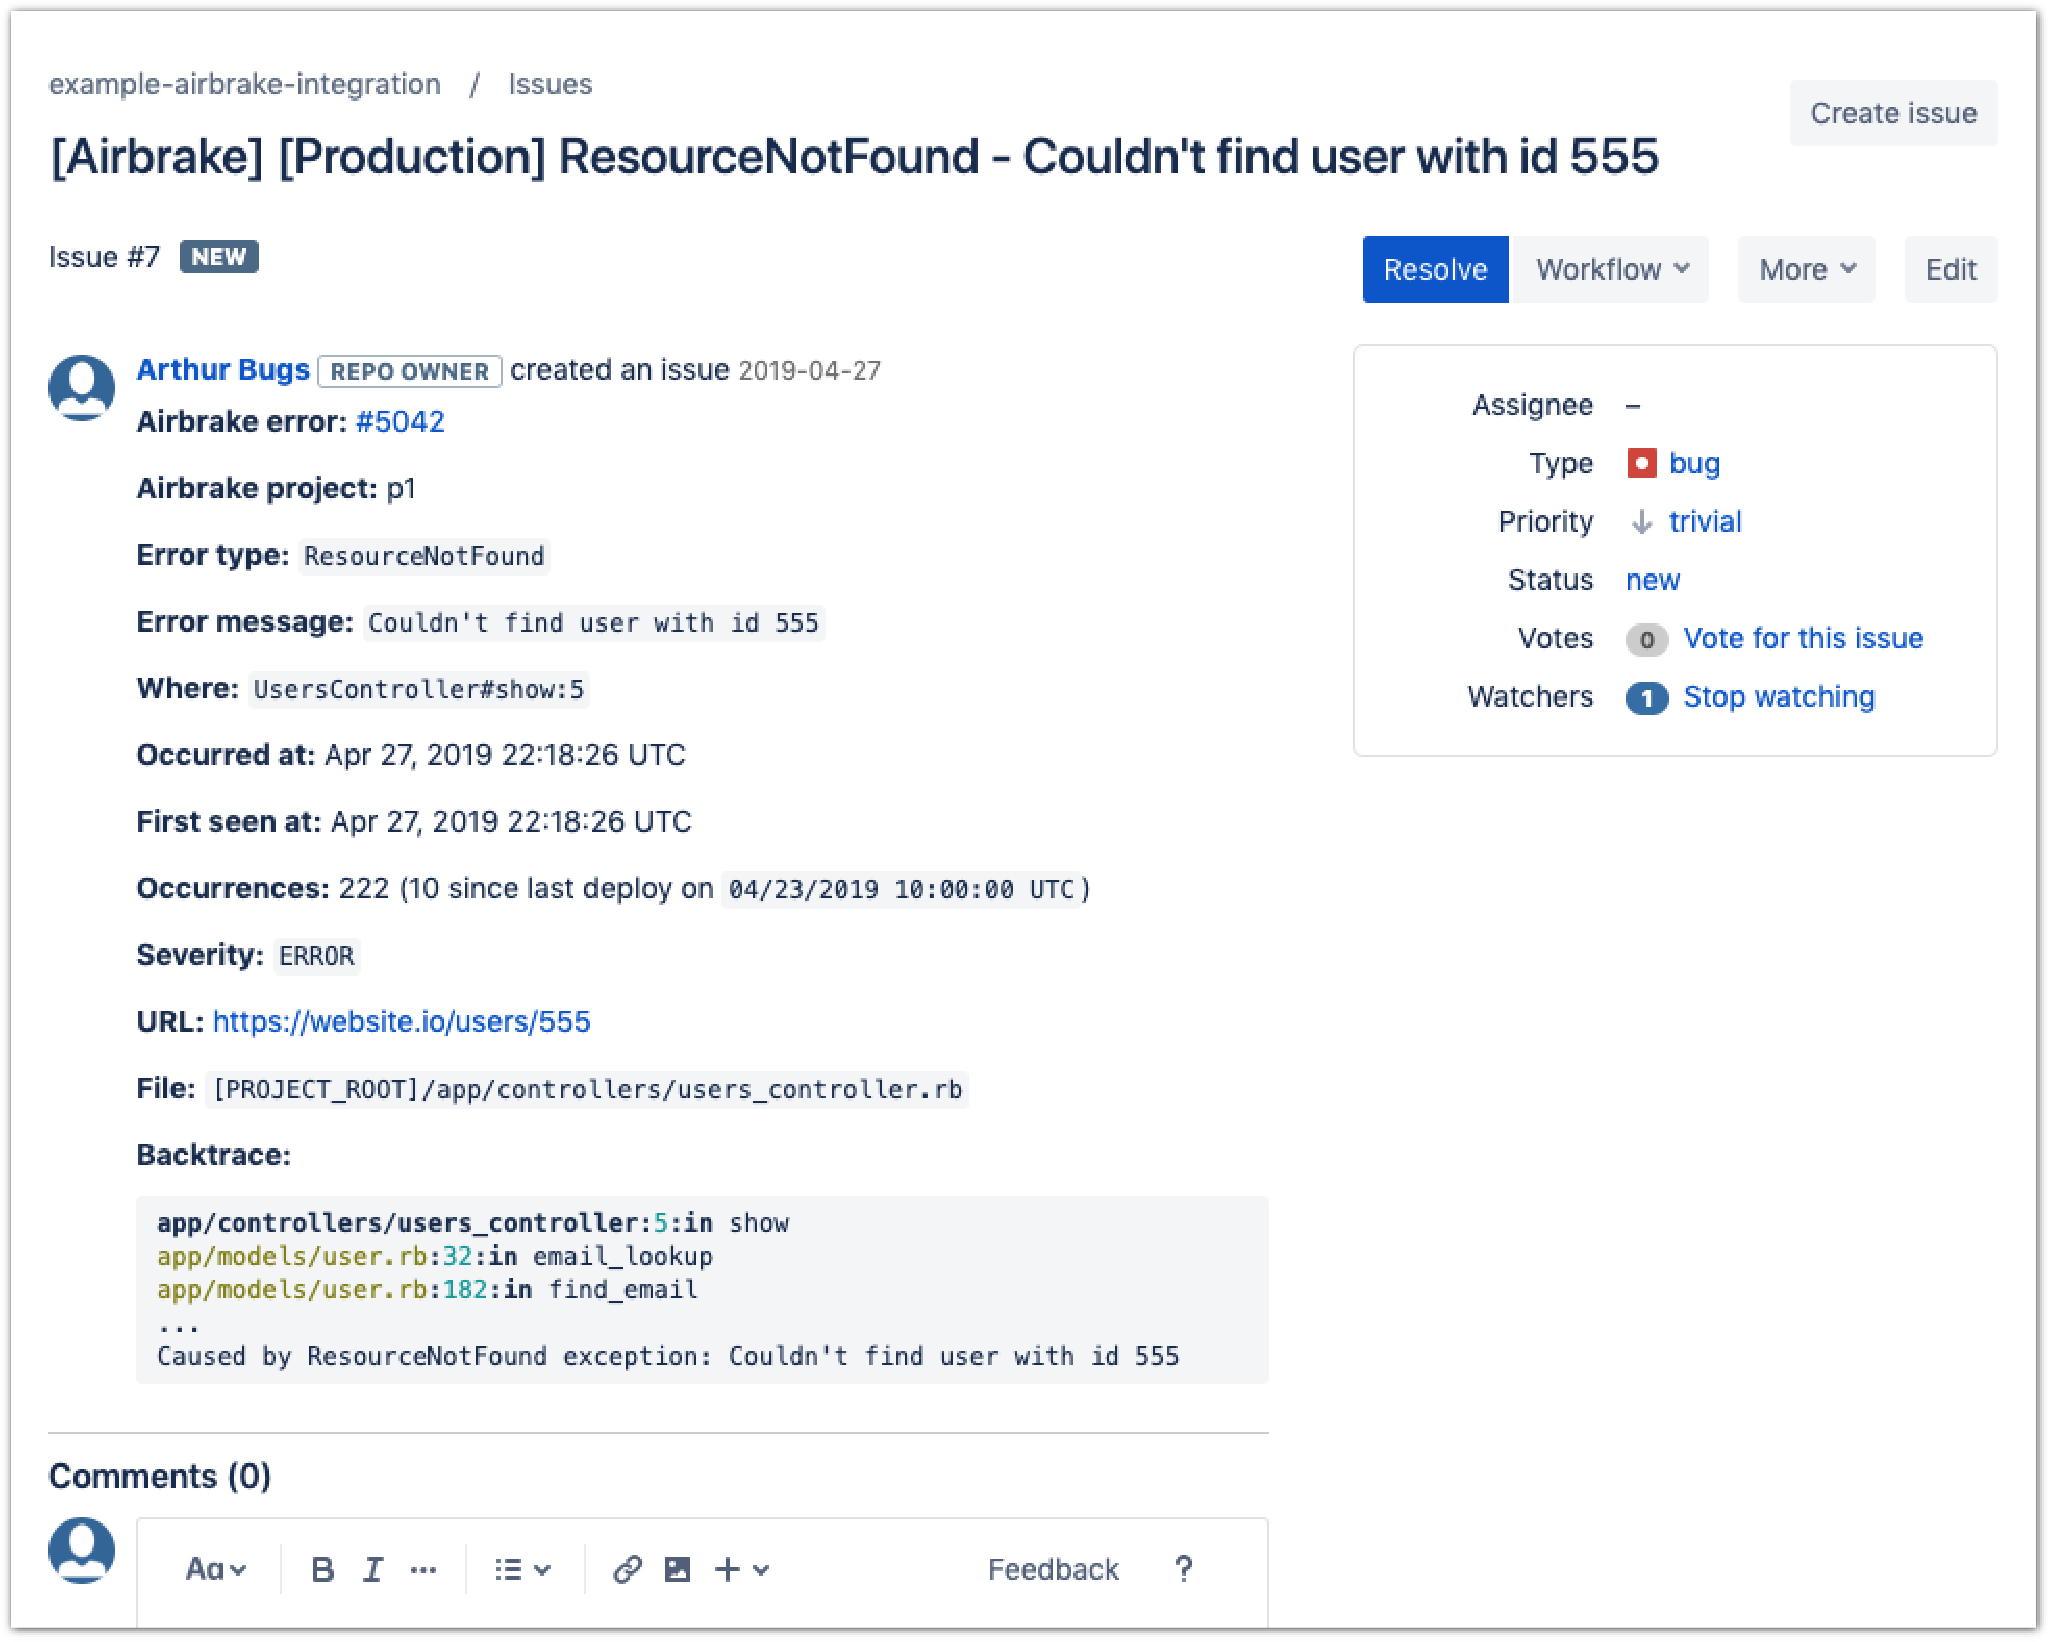 example-airbrake-integration / Issues
Create issue
[Airbrake] [Production] ResourceNotFound - Couldn't find user with id 555
Issue #7 NEW
Resolve Workflow More Edit
Arthur Bugs REPO OWNER created an issue 2019-04-27
Airbrake error: #5042
Airbrake project: p1
Error type: ResourceNotFound
Error message: Couldn't find user with id 555
Where: UsersController#show:5
Occurred at: Apr 27, 2019 22:18:26 UTC
First seen at: Apr 27, 2019 22:18:26 UTC
Occurrences: 222 (10 since last deploy on 04/23/2019 10:00:00 UTC)
Severity: ERROR
URL: https://website.io/users/555
File: [PROJECT_ROOT]/app/controllers/users_controller.rb
Backtrace:
app/controllers/users_controller:5:in show
app/models/user.rb:32:in email_lookup
app/models/user.rb:182:in find_email
...
Caused by ResourceNotFound exception: Couldn't find user with id 555
Assignee –
Type bug
Priority trivial
Status new
Votes 0 Vote for this issue
Watchers 1 Stop watching
Comments (0)
Aa B I ... Feedback ?